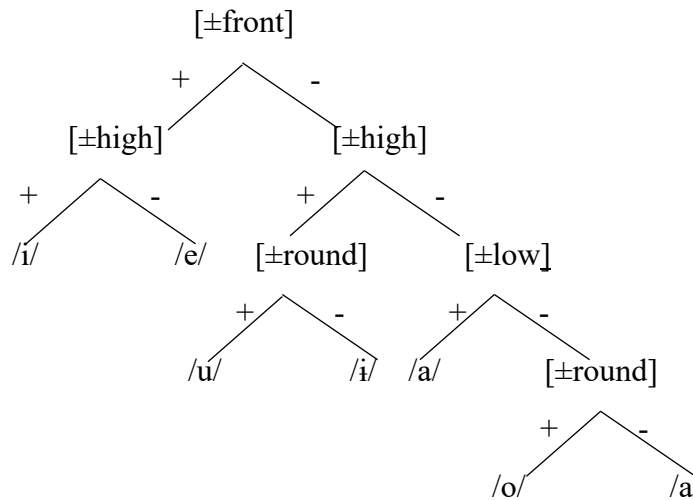 [±front]
+ -
[±high] [±high]
+ - + -
/i/ /e/ [±round] [±low]
+ - + -
/u/ /ɨ/ /a/ [±round]
+ -
/o/ /a